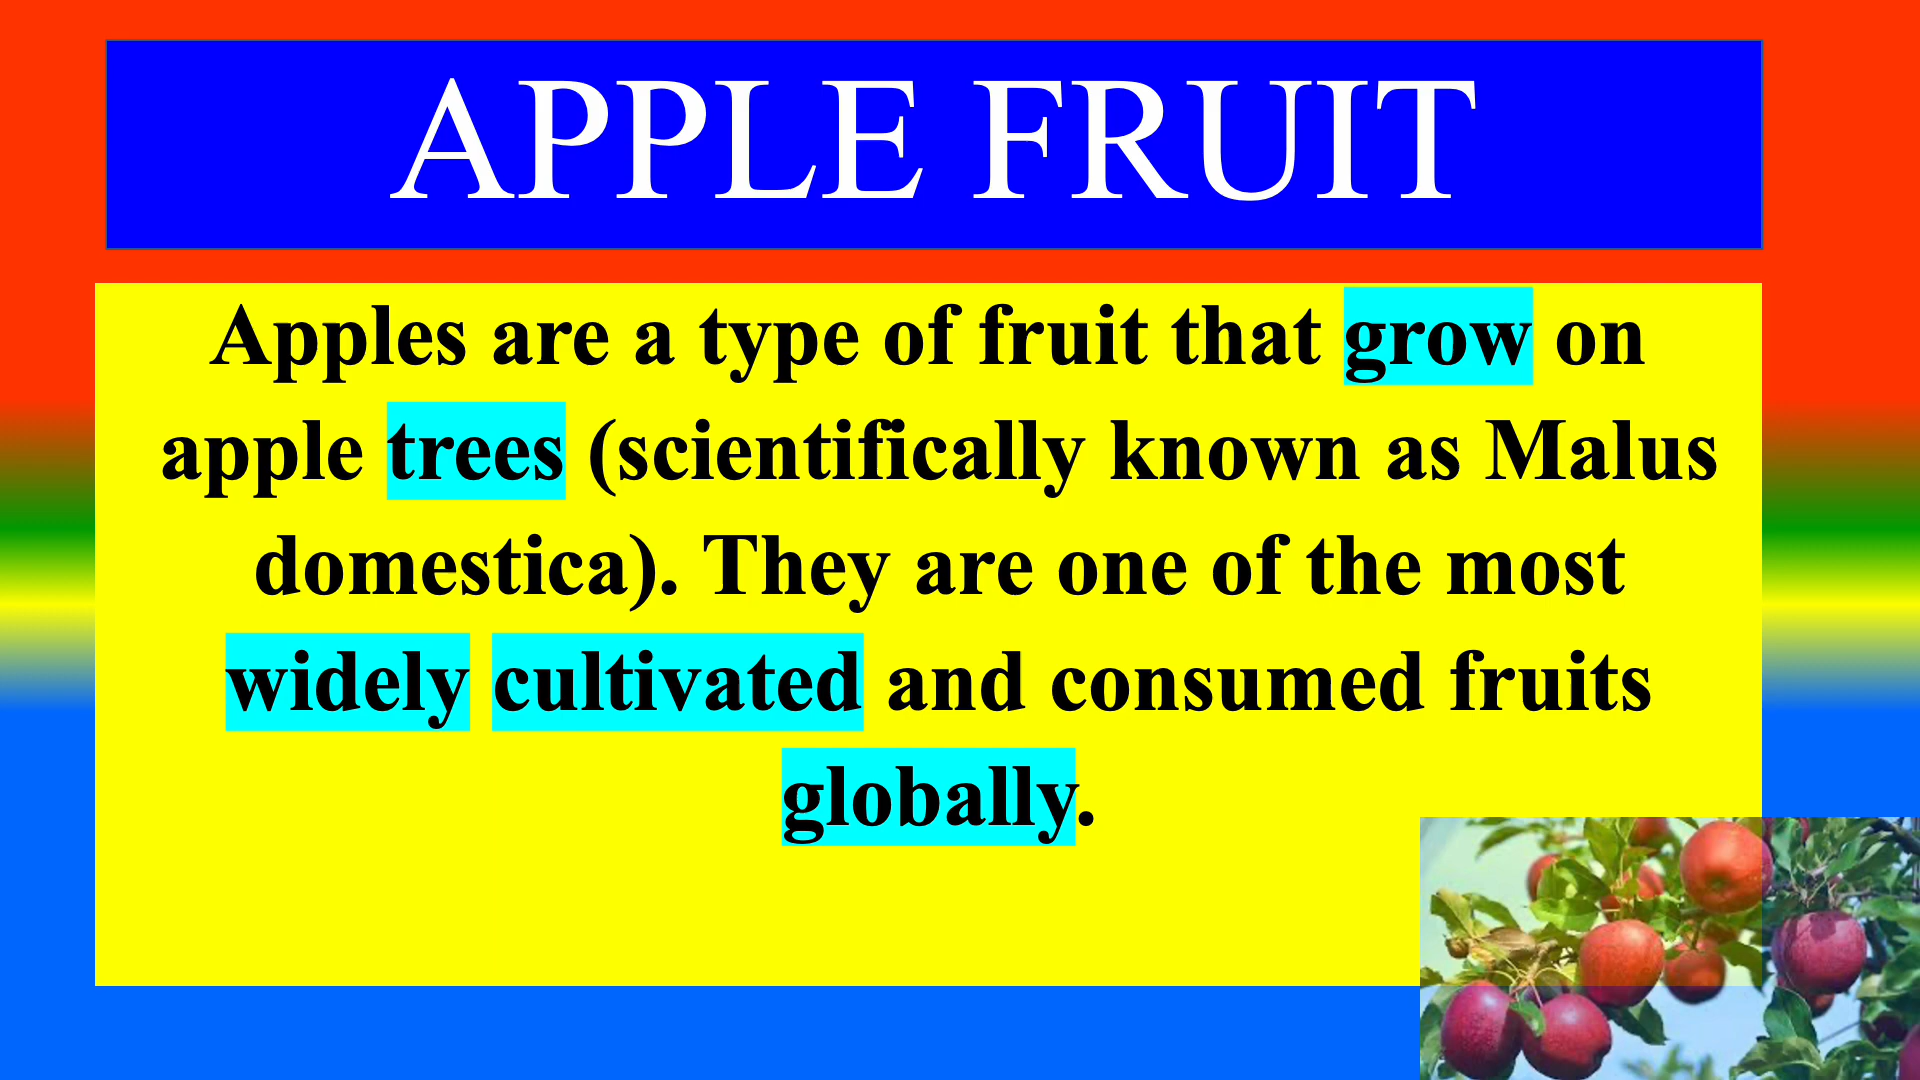 APPLE FRUIT
Apples are a type of fruit that grow on
apple trees (scientifically known as Malus
domestica). They are one of the most
widely cultivated and consumed fruits
globally.